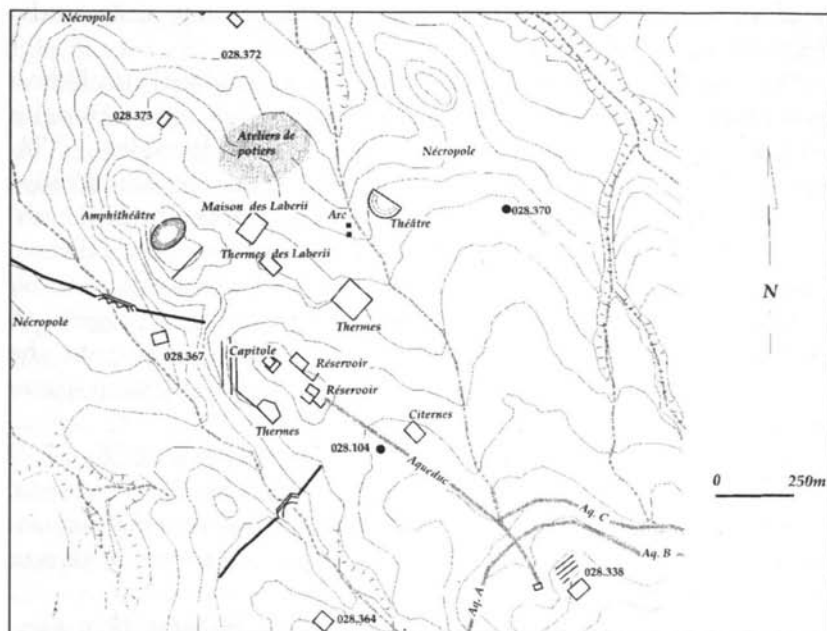 Nécropole
028.372
028.373
Ateliers de
potiers
Nécropole
Maison des Laberii
Amphithéâtre
Arc
Théâtre
028.370
Thermes des Laberii
N
Thermes
Nécropole
028.367
Capitole
Réservoir
Réservoir
Citernes
Thermes
028.104
Aqueduc
0 250m
Aq. C
Aq. B
028.338
Aq. A
028.364